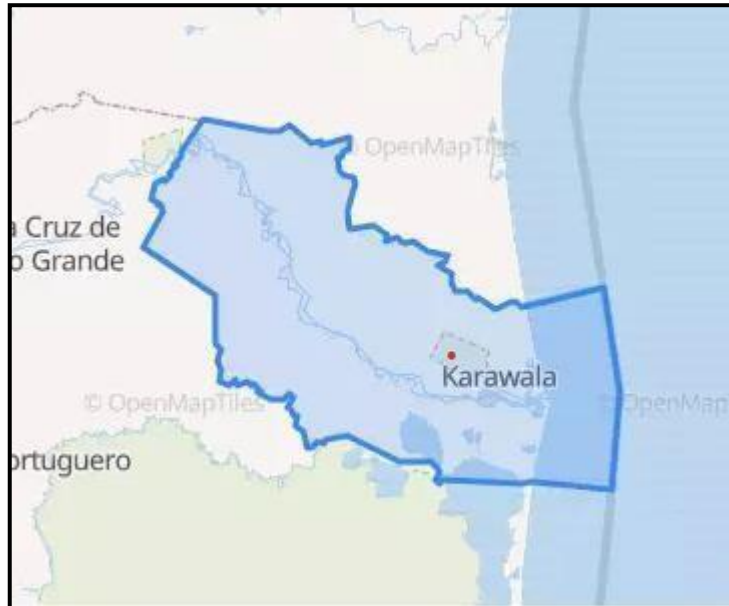 © OpenMapTiles
a Cruz de
o Grande
Karawala
© OpenMapTiles
© OpenMap
ortuguero